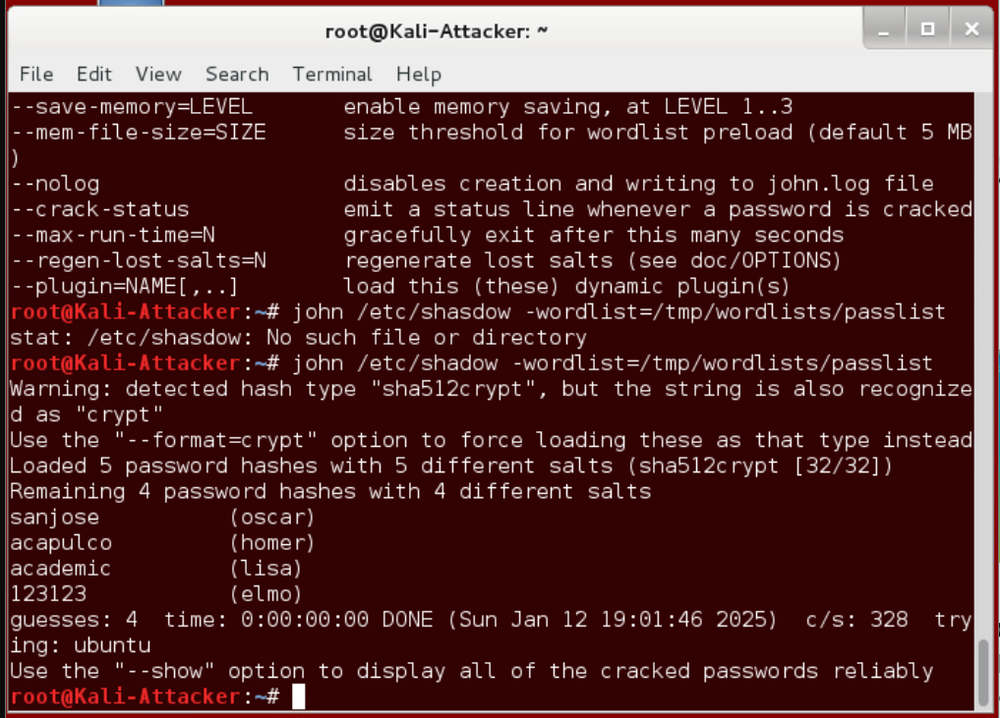 root@Kali-Attacker: ~
File Edit View Search Terminal Help
--save-memory=LEVEL enable memory saving, at LEVEL 1..3
--mem-file-size=SIZE size threshold for wordlist preload (default 5 MB
)
--nolog disables creation and writing to john.log file
--crack-status emit a status line whenever a password is cracked
--max-run-time=N gracefully exit after this many seconds
--regen-lost-salts=N regenerate lost salts (see doc/OPTIONS)
--plugin=NAME[,..] load this (these) dynamic plugin(s)
root@Kali-Attacker:~# john /etc/shasdow -wordlist=/tmp/wordlists/passlist
stat: /etc/shasdow: No such file or directory
root@Kali-Attacker:~# john /etc/shadow -wordlist=/tmp/wordlists/passlist
Warning: detected hash type "sha512crypt", but the string is also recognize
d as "crypt"
Use the "--format=crypt" option to force loading these as that type instead
Loaded 5 password hashes with 5 different salts (sha512crypt [32/32])
Remaining 4 password hashes with 4 different salts
sanjose (oscar)
acapulco (homer)
academic (lisa)
123123 (elmo)
guesses: 4 time: 0:00:00:00 DONE (Sun Jan 12 19:01:46 2025) c/s: 328 try
ing: ubuntu
Use the "--show" option to display all of the cracked passwords reliably
root@Kali-Attacker:~#